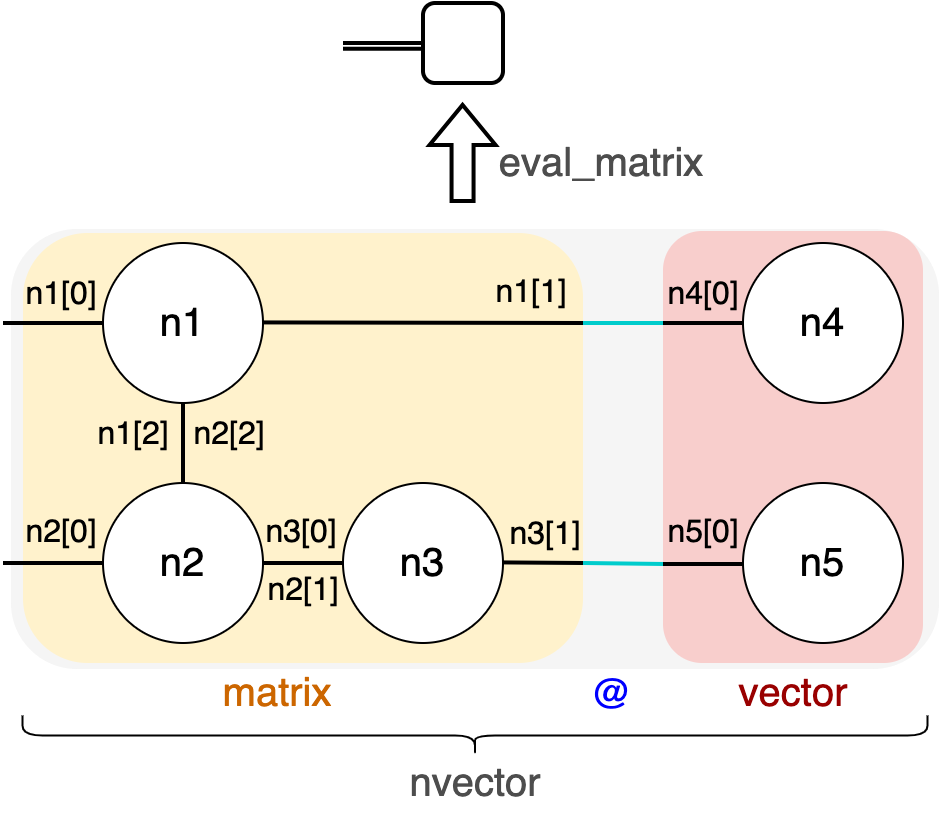 eval_matrix
n1[0]
n1
n1[1]
n4[0]
n4
n1[2]
n2[2]
n2[0]
n2
n3[0]
n2[1]
n3
n3[1]
n5[0]
n5
matrix
@
vector
nvector